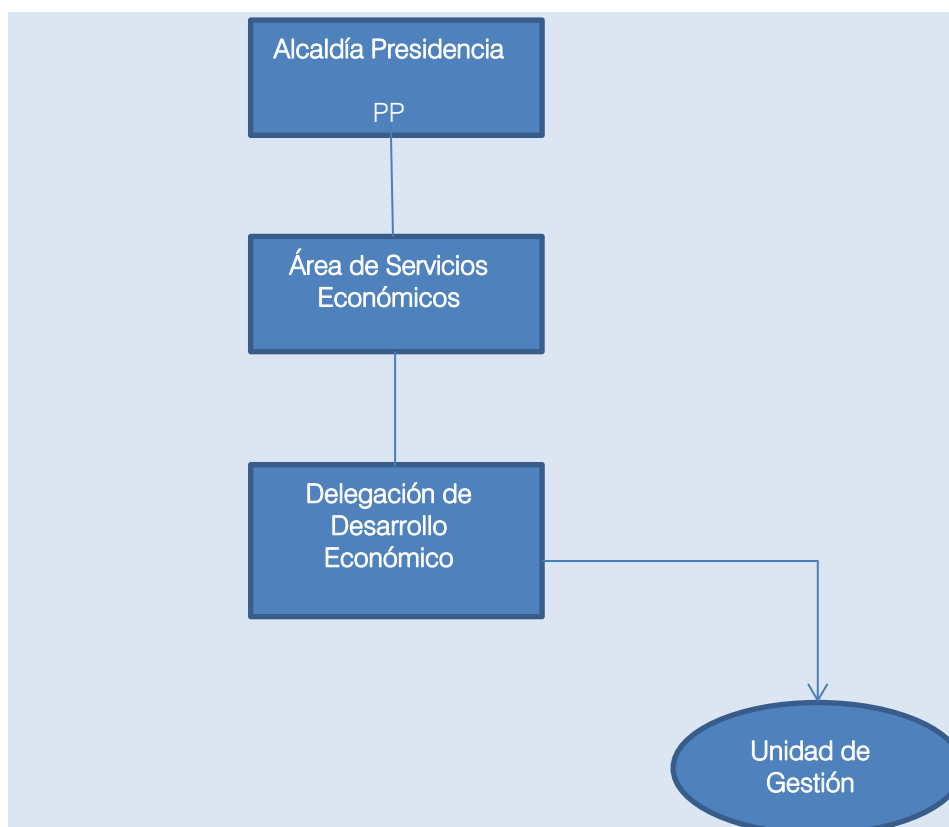 Alcaldía Presidencia
PP
Área de Servicios
Económicos
Delegación de
Desarrollo
Económico
Unidad de
Gestión